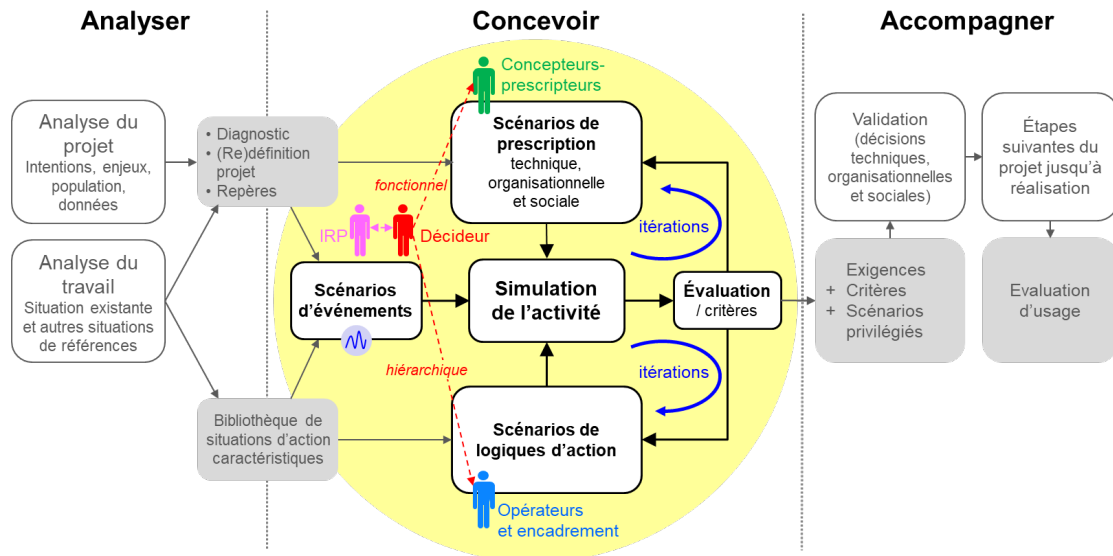 Analyser
Concevoir
Accompagner
Analyse du
projet
Intentions, enjeux,
population,
données
Analyse du
travail
Situation existante
et autres situations
de références
• Diagnostic
• (Re)définition
projet
• Repères
Bibliothèque de
situations d’action
caractéristiques
Concepteurs-
prescripteurs
Scénarios de
prescription
technique,
organisationnelle
et sociale
fonctionnel
IRP
Décideur
itérations
Scénarios
d’événements
Simulation
de l’activité
Évaluation
/ critères
hiérarchique
itérations
Scénarios de
logiques d’action
Opérateurs
et encadrement
Validation
(décisions
techniques,
organisationnelles
et sociales)
Étapes
suivantes du
projet jusqu’à
réalisation
Exigences
+ Critères
+ Scénarios
privilégiés
Evaluation
d’usage